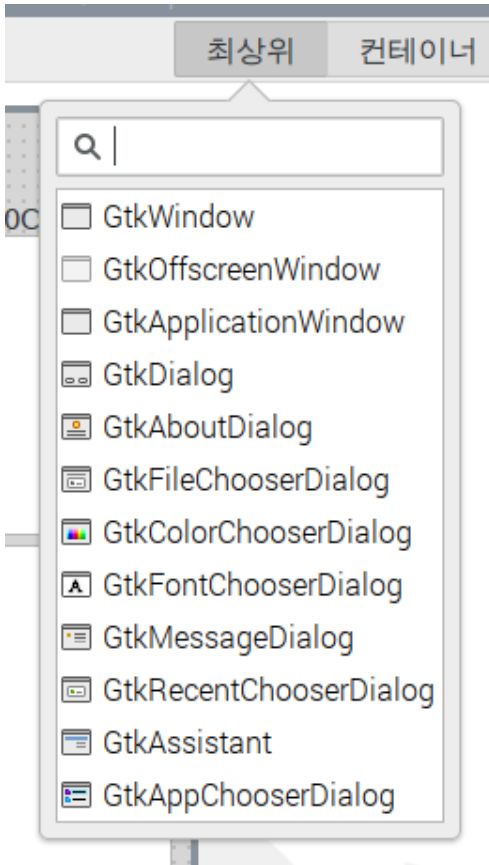 최상위 컨테이너
0C
GtkWindow
GtkOffscreenWindow
GtkApplicationWindow
GtkDialog
GtkAboutDialog
GtkFileChooserDialog
GtkColorChooserDialog
GtkFontChooserDialog
GtkMessageDialog
GtkRecentChooserDialog
GtkAssistant
GtkAppChooserDialog